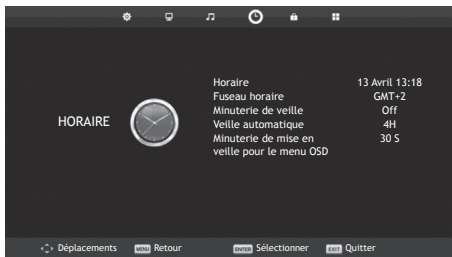 HORAIRE
Horaire 13 Avril 13:18
Fuseau horaire GMT+2
Minuterie de veille Off
Veille automatique 4H
Minuterie de mise en 30 S
veille pour le menu OSD
Déplacements MENU Retour ENTER Sélectionner EXIT Quitter